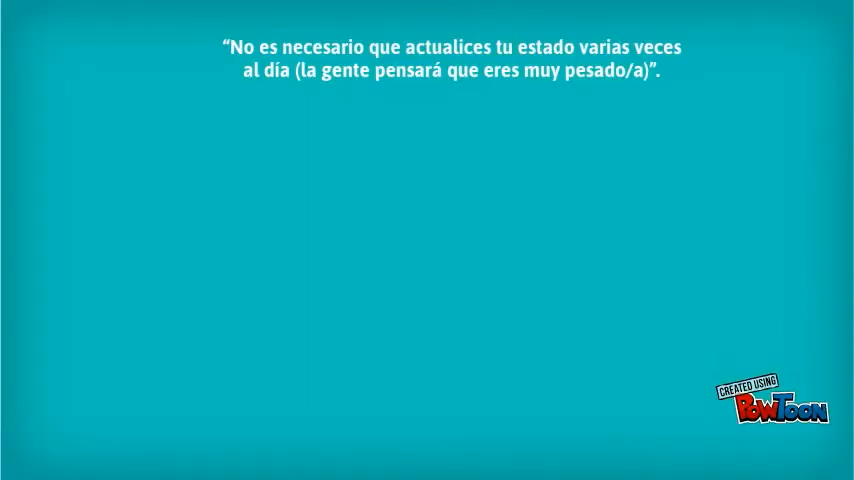 “No es necesario que actualices tu estado varias veces
al día (la gente pensará que eres muy pesado/a)”.
CREATED USING
POWTOON